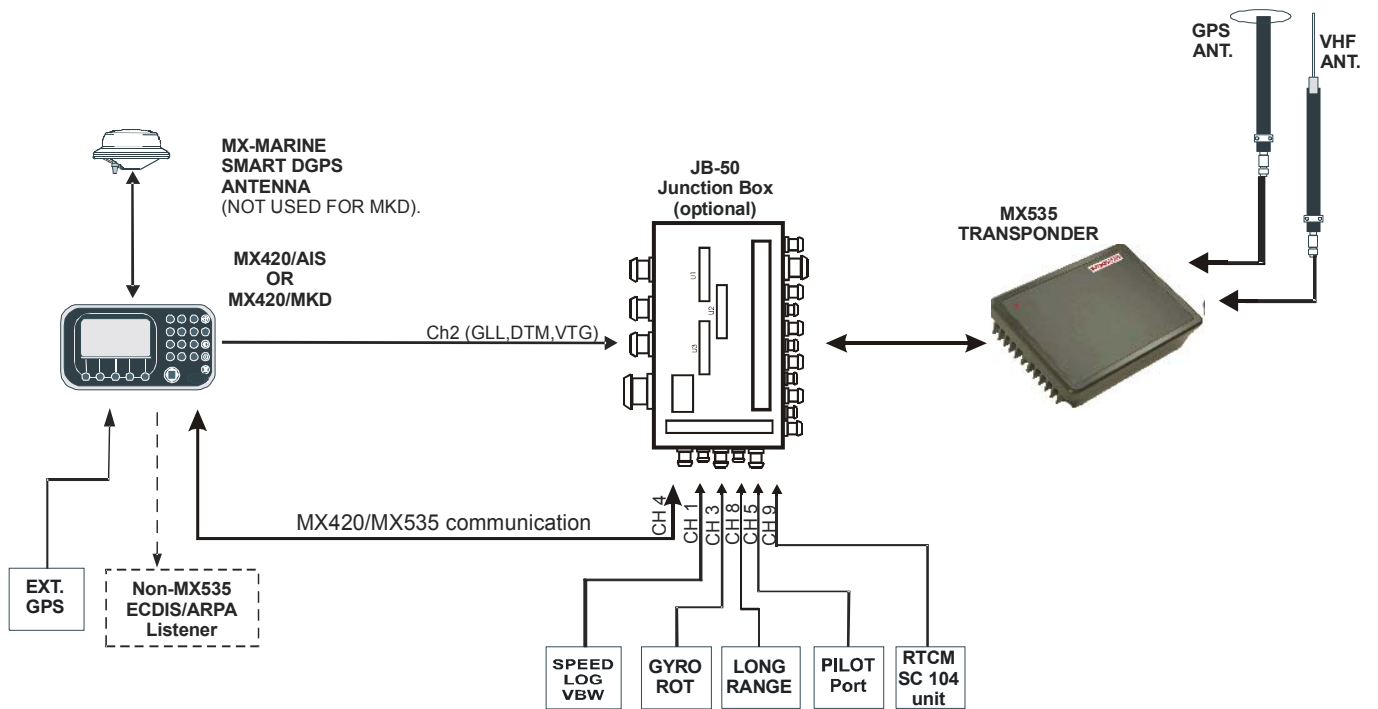 GPS
ANT.
VHF
ANT.
MX-MARINE
SMART DGPS
ANTENNA
(NOT USED FOR MKD).
JB-50
Junction Box
(optional)
MX535
TRANSPONDER
MX420/AIS
OR
MX420/MKD
U1
U2
U3
Ch2 (GLL,DTM,VTG)
MX420/MX535 communication
CH 4
CH 1
CH 3
CH 8
CH 5
CH 9
EXT.
GPS
Non-MX535
ECDIS/ARPA
Listener
SPEED
LOG
VBW
GYRO
ROT
LONG
RANGE
PILOT
Port
RTCM
SC 104
unit